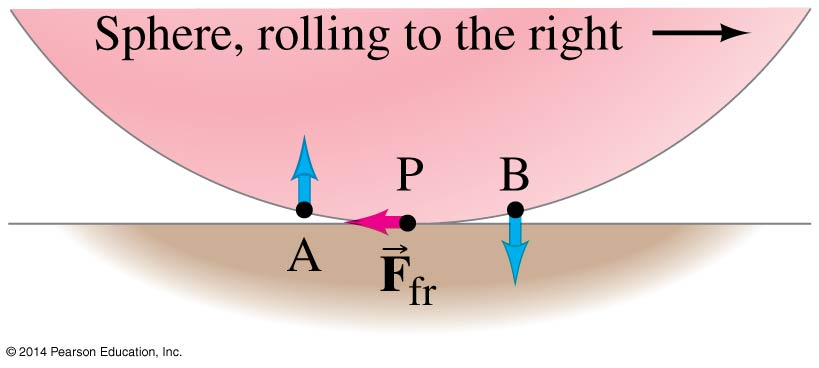 Sphere, rolling to the right
P
B
A
F⃗fr
© 2014 Pearson Education, Inc.